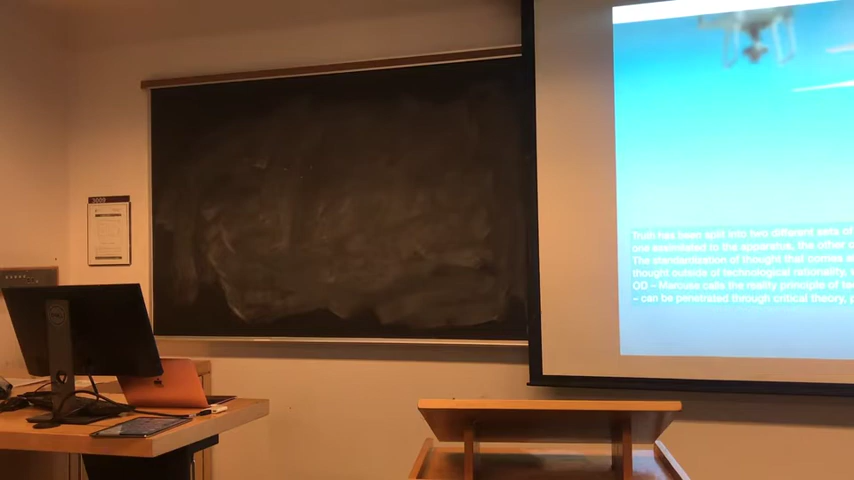 2009
DELL
Truth has been split into two different sets of
one assimilated to the apparatus, the other
The standardization of thought that comes
thought outside of technological rationality,
OD – Marcuse calls the reality principle of
– can be penetrated through critical theory,